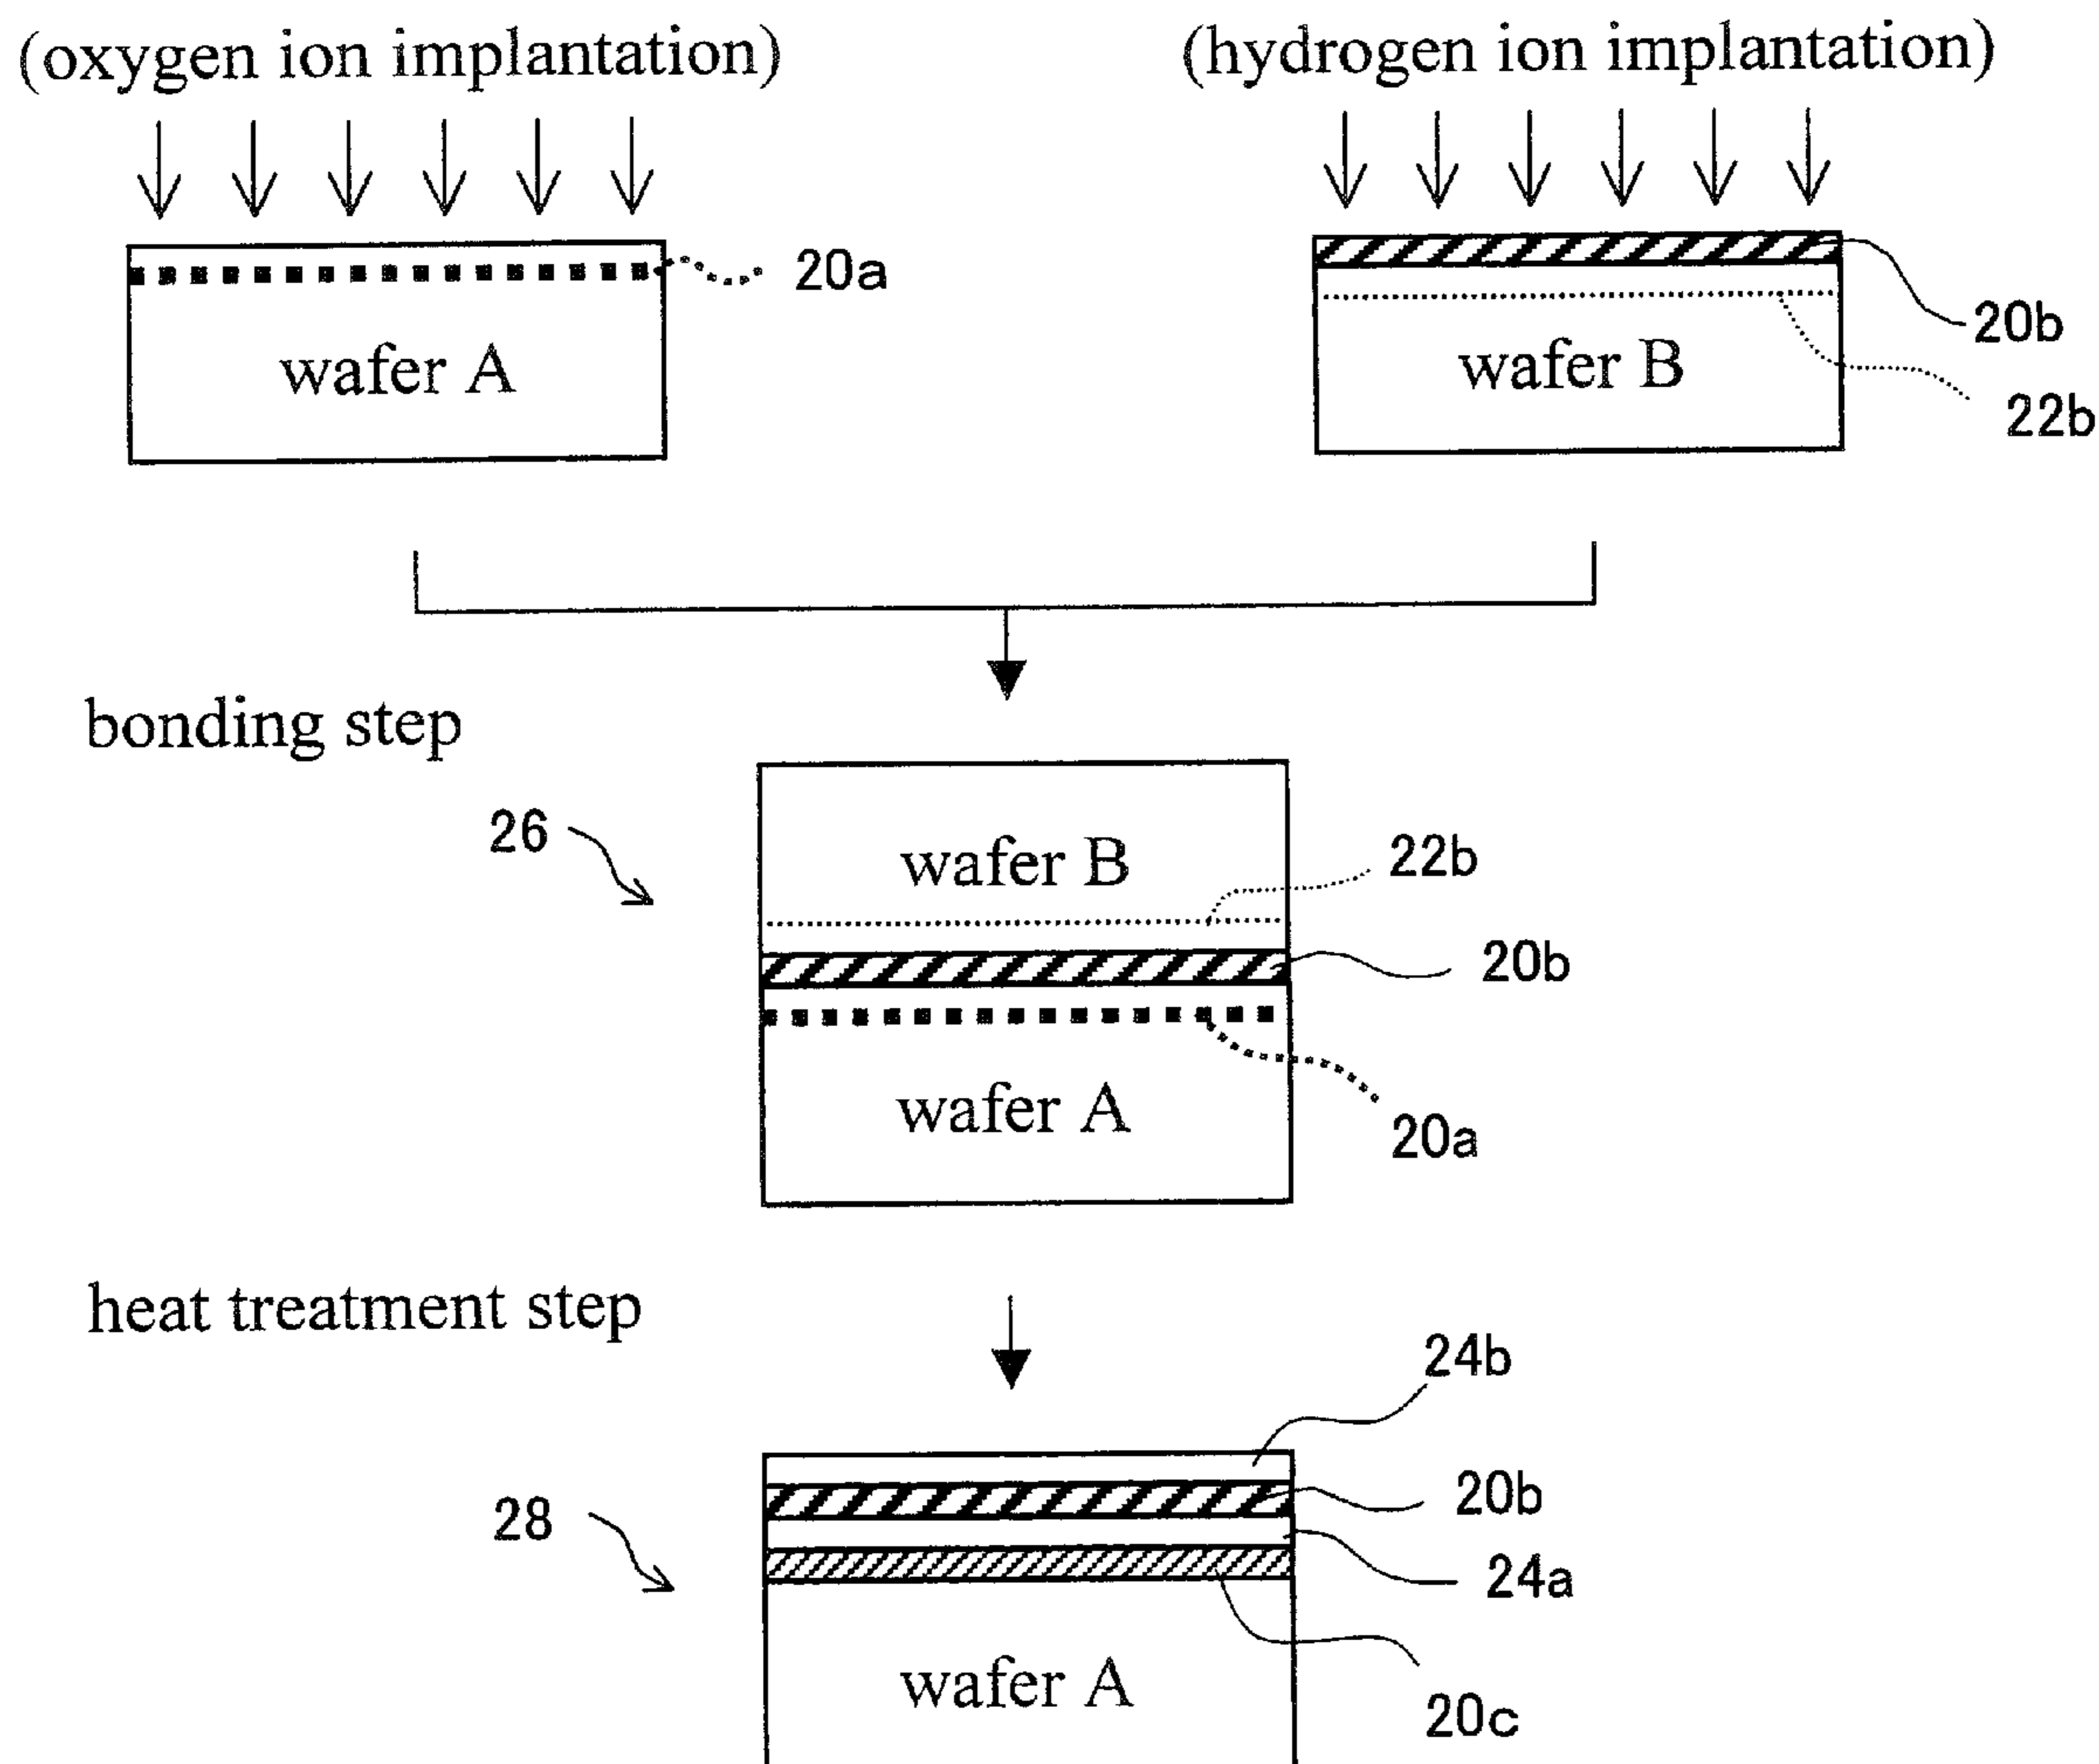 (oxygen ion implantation)
(hydrogen ion implantation)
20a
20b
wafer A
wafer B
22b
bonding step
26
wafer B
22b
20b
wafer A
20a
heat treatment step
24b
28
20b
24a
wafer A
20c